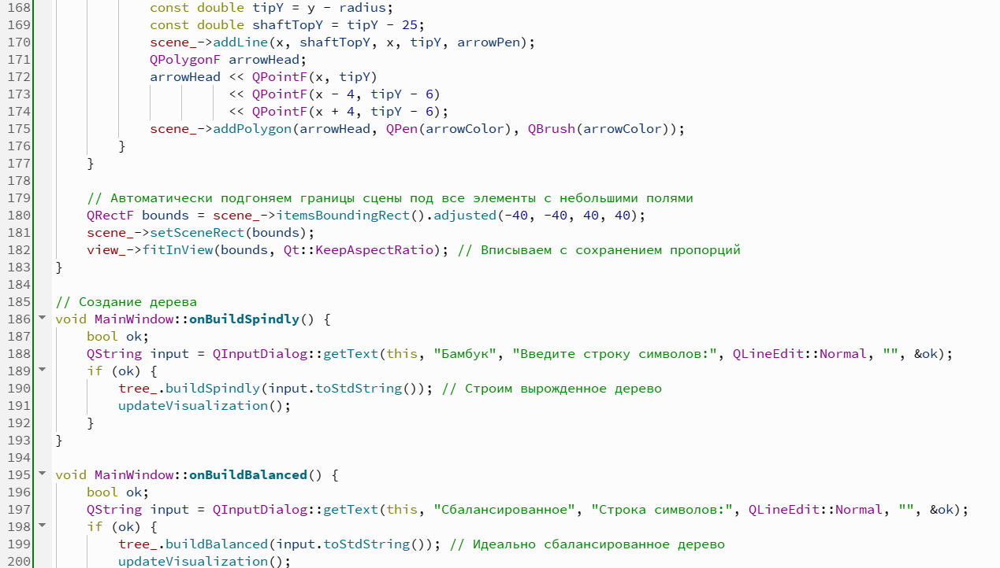 168 const double tipY = y - radius;
169 const double shaftTopY = tipY - 25;
170 scene_->addLine(x, shaftTopY, x, tipY, arrowPen);
171 QPolygonF arrowHead;
172 arrowHead << QPointF(x, tipY)
173 << QPointF(x - 4, tipY - 6)
174 << QPointF(x + 4, tipY - 6);
175 scene_->addPolygon(arrowHead, QPen(arrowColor), QBrush(arrowColor));
176 }
177 }
178
179 // Автоматически подгоняем границы сцены под все элементы с небольшими полями
180 QRectF bounds = scene_->itemsBoundingRect().adjusted(-40, -40, 40, 40);
181 scene_->setSceneRect(bounds);
182 view_->fitInView(bounds, Qt::KeepAspectRatio); // Вписываем с сохранением пропорций
183 }
184
185 // Создание дерева
186 void MainWindow::onBuildSpindly() {
187 bool ok;
188 QString input = QInputDialog::getText(this, "Бамбук", "Введите строку символов:", QLineEdit::Normal, "", &ok);
189 if (ok) {
190 tree_.buildSpindly(input.toStdString()); // Строим вырожденное дерево
191 updateVisualization();
192 }
193 }
194
195 void MainWindow::onBuildBalanced() {
196 bool ok;
197 QString input = QInputDialog::getText(this, "Сбалансированное", "Строка символов:", QLineEdit::Normal, "", &ok);
198 if (ok) {
199 tree_.buildBalanced(input.toStdString()); // Идеально сбалансированное дерево
200 updateVisualization();